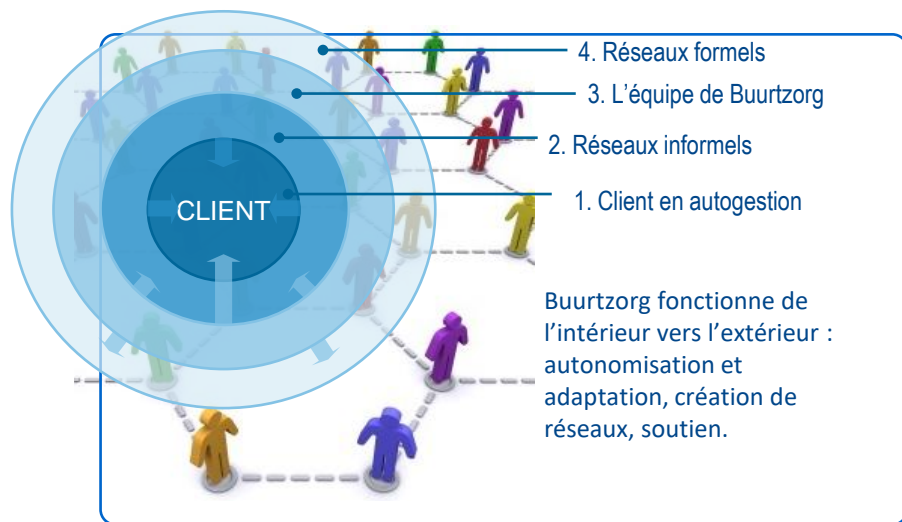 4. Réseaux formels
3. L'équipe de Buurtzorg
2. Réseaux informels
CLIENT
1. Client en autogestion
Buurtzorg fonctionne de
l'intérieur vers l'extérieur :
autonomisation et
adaptation, création de
réseaux, soutien.